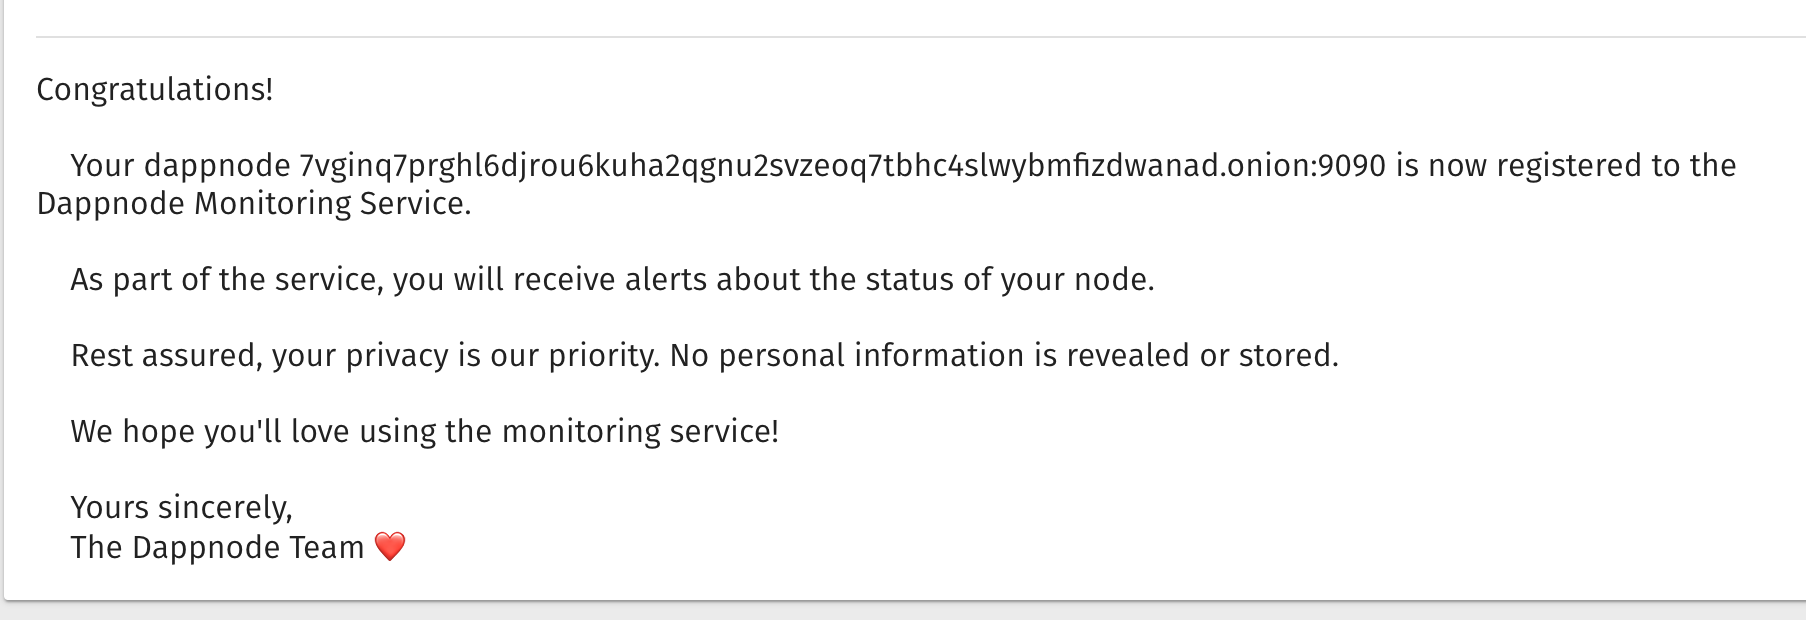 Congratulations!
Your dappnode 7vginq7prghl6djrou6kuha2qgnu2svzeoq7tbhc4slwybmfizdwanad.onion:9090 is now registered to the
Dappnode Monitoring Service.
As part of the service, you will receive alerts about the status of your node.
Rest assured, your privacy is our priority. No personal information is revealed or stored.
We hope you'll love using the monitoring service!
Yours sincerely,
The Dappnode Team ❤️